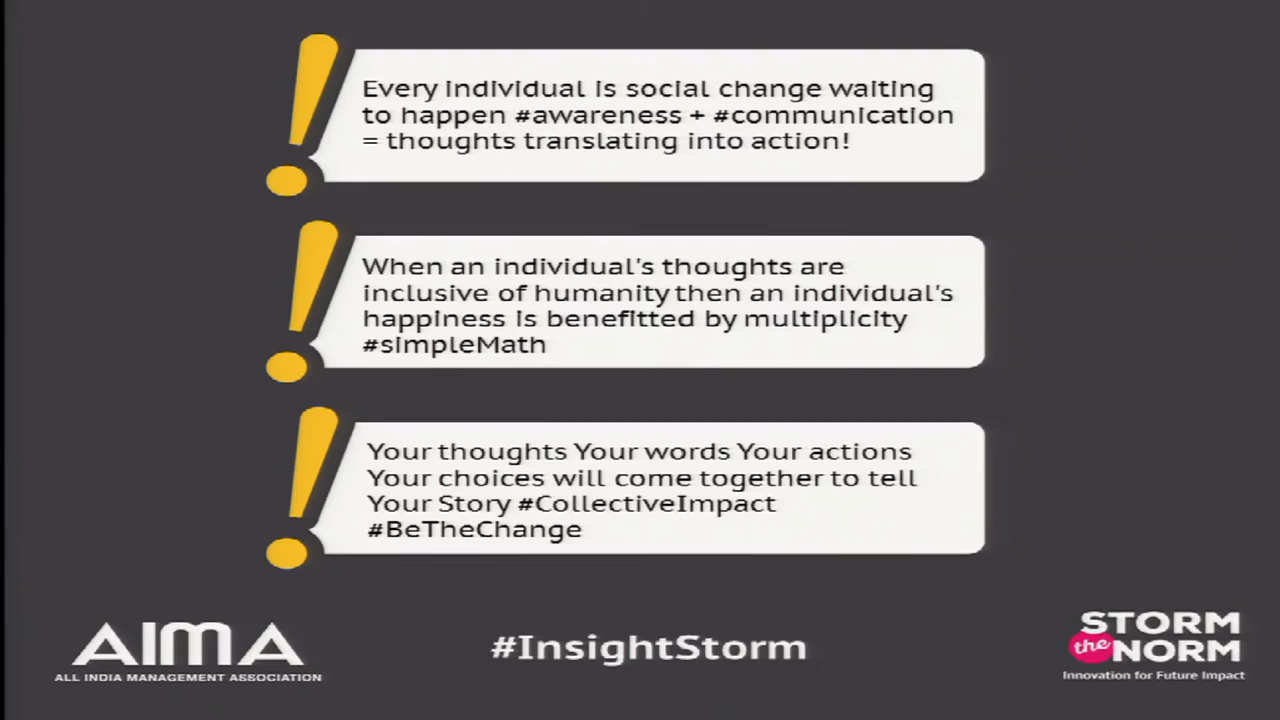 Every individual is social change waiting
to happen #awareness + #communication
= thoughts translating into action!
When an individual's thoughts are
inclusive of humanity then an individual's
happiness is benefitted by multiplicity
#simpleMath
Your thoughts Your words Your actions
Your choices will come together to tell
Your Story #CollectiveImpact
#BeTheChange
AIMA
ALL INDIA MANAGEMENT ASSOCIATION
#InsightStorm
STORM
the NORM
Innovation for Future Impact